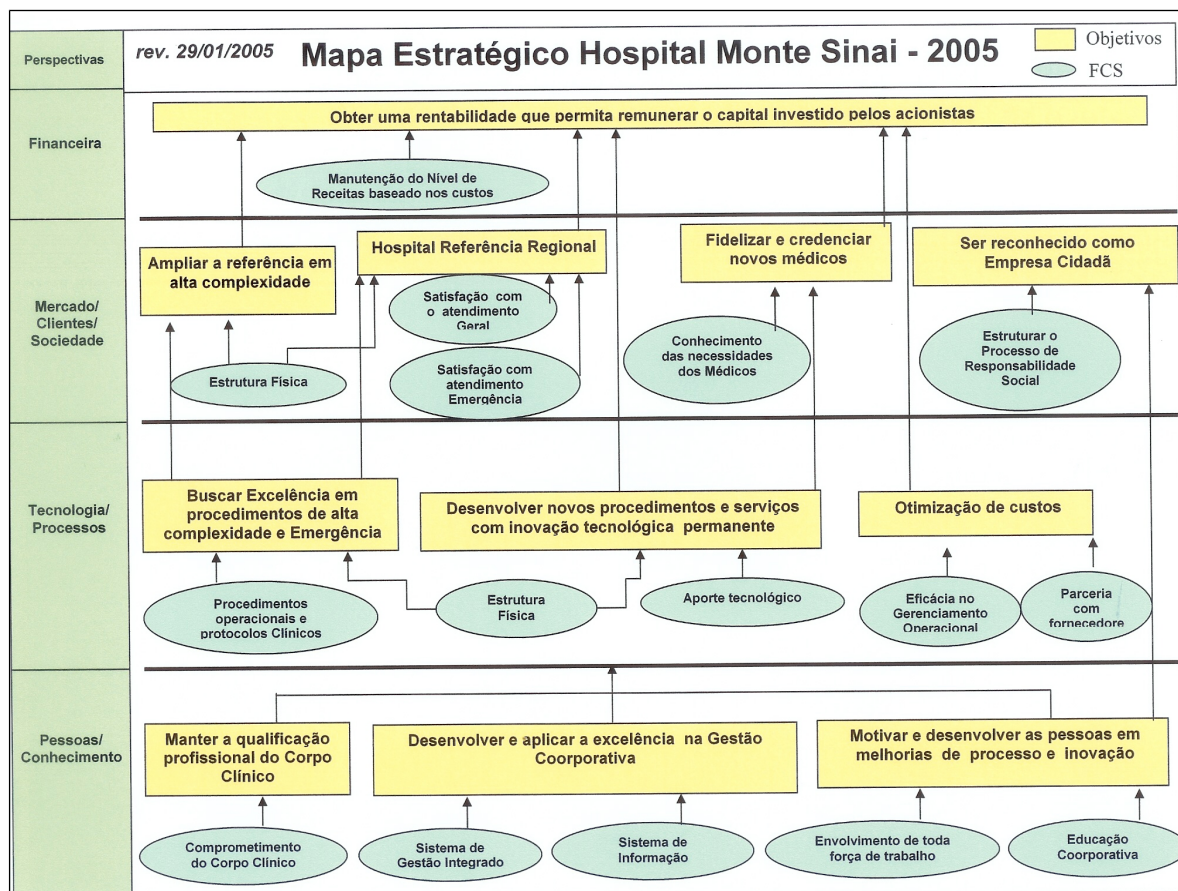 Perspectivas
rev. 29/01/2005
Mapa Estratégico Hospital Monte Sinai - 2005
Objetivos
FCS
Financeira
Obter uma rentabilidade que permita remunerar o capital investido pelos acionistas
Manutenção do Nível de
Receitas baseado nos custos
Mercado/
Clientes/
Sociedade
Ampliar a referência em
alta complexidade
Hospital Referência Regional
Fidelizar e credenciar
novos médicos
Ser reconhecido como
Empresa Cidadã
Satisfação com
o atendimento
Geral
Estrutura Física
Satisfação com
atendimento
Emergência
Conhecimento
das necessidades
dos Médicos
Estruturar o
Processo de
Responsabilidade
Social
Tecnologia/
Processos
Buscar Excelência em
procedimentos de alta
complexidade e Emergência
Desenvolver novos procedimentos e serviços
com inovação tecnológica permanente
Otimização de custos
Procedimentos
operacionais e
protocolos Clínicos
Estrutura
Física
Aporte tecnológico
Eficácia no
Gerenciamento
Operacional
Parceria
com
fornecedore
Pessoas/
Conhecimento
Manter a qualificação
profissional do Corpo
Clínico
Desenvolver e aplicar a excelência na Gestão
Coorporativa
Motivar e desenvolver as pessoas em
melhorias de processo e inovação
Comprometimento
do Corpo Clínico
Sistema de
Gestão Integrado
Sistema de
Informação
Envolvimento de toda
força de trabalho
Educação
Coorporativa